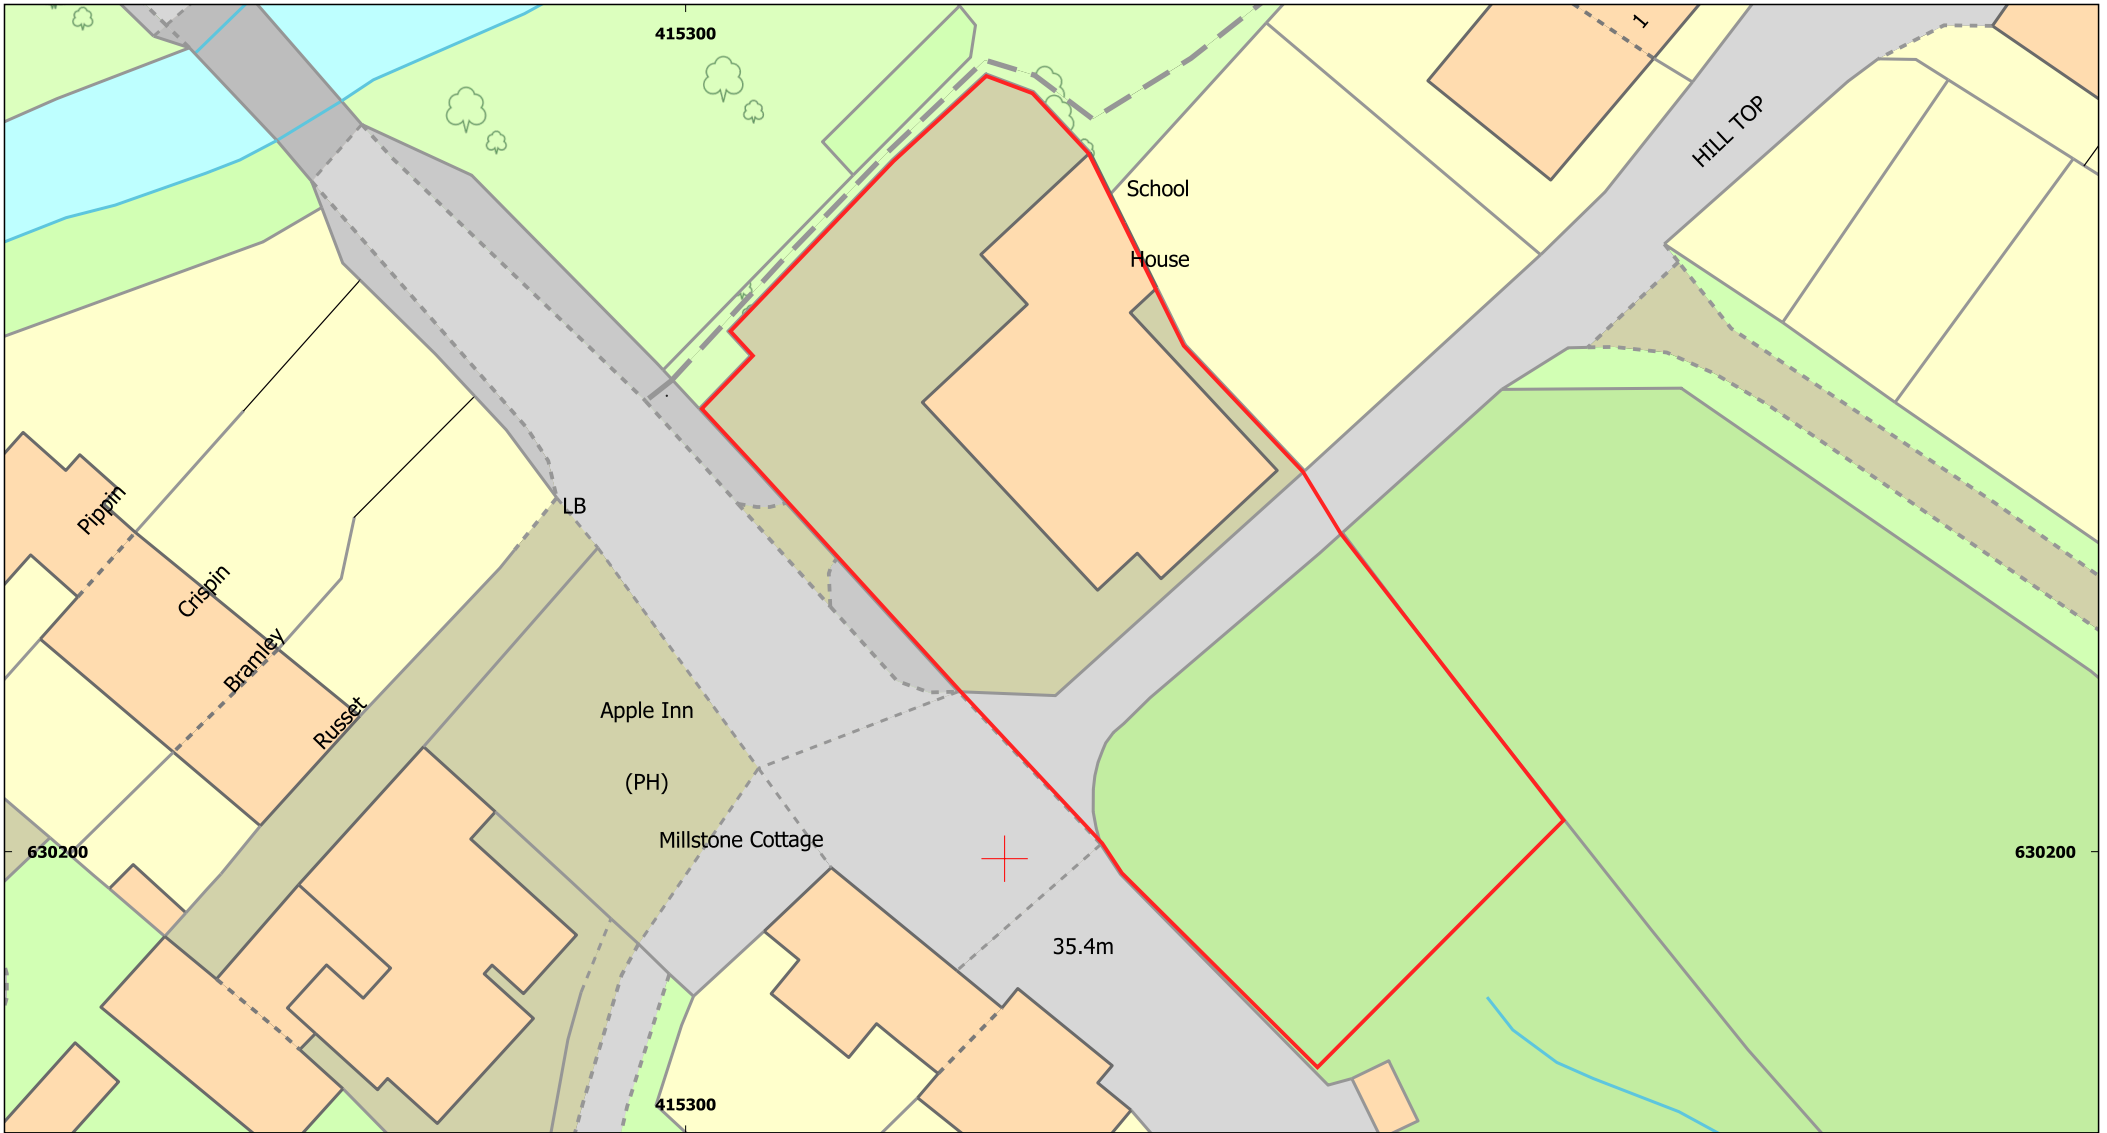 415300
1
HILL TOP
School
House
Pippin
LB
Crispin
Bramley
Russet
Apple Inn
(PH)
Millstone Cottage
630200
630200
35.4m
415300